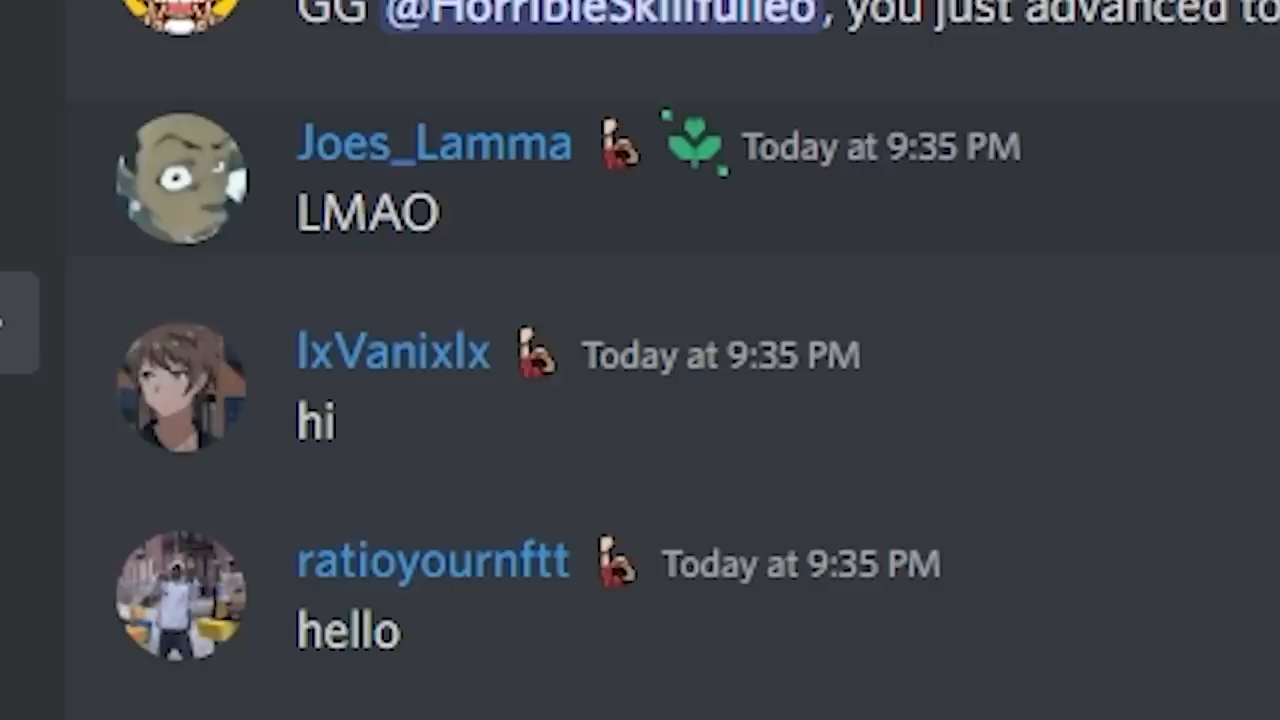 GG @HorribleSkillfulleo, you just advanced to
Joes_Lamma Today at 9:35 PM
LMAO
lxVanixlx Today at 9:35 PM
hi
ratioyournftt Today at 9:35 PM
hello